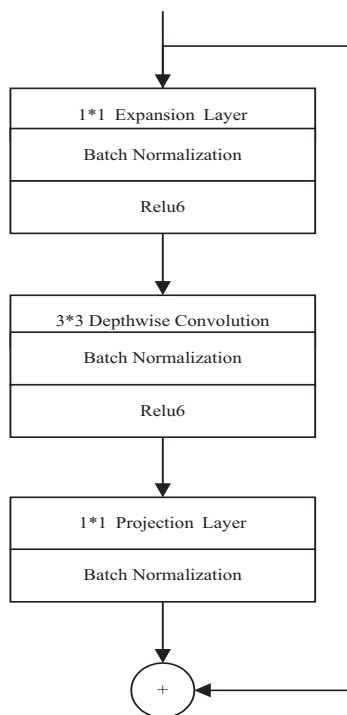 1*1 Expansion Layer
Batch Normalization
Relu6
3*3 Depthwise Convolution
Batch Normalization
Relu6
1*1 Projection Layer
Batch Normalization
+